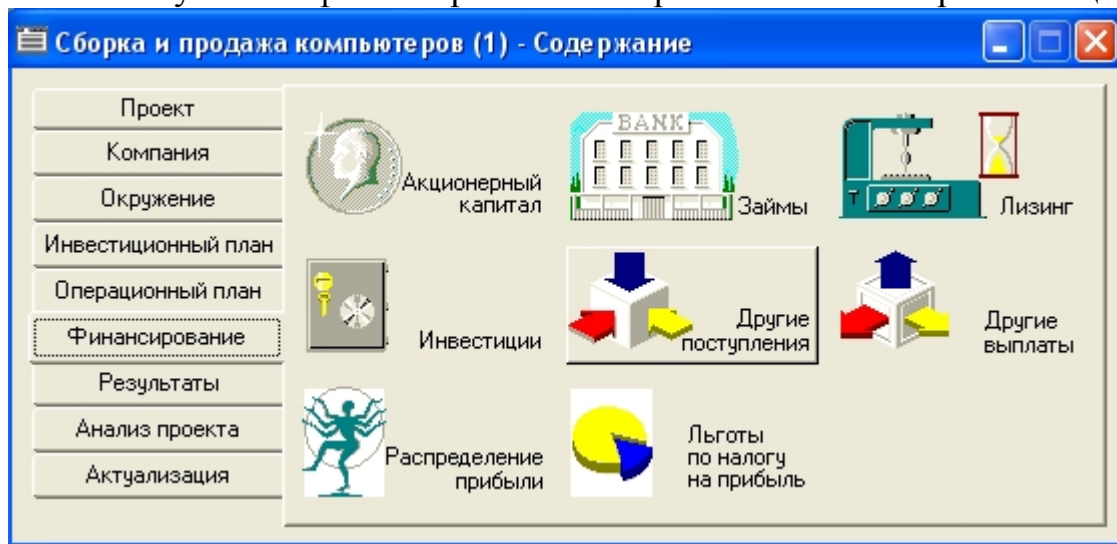 Сборка и продажа компьютеров (1) - Содержание
Проект
Компания
Окружение
Инвестиционный план
Операционный план
Финансирование
Результаты
Анализ проекта
Актуализация
Акционерный
капитал
BANK
Займы
Лизинг
Инвестиции
Другие
поступления
Другие
выплаты
Распределение
прибыли
Льготы
по налогу
на прибыль